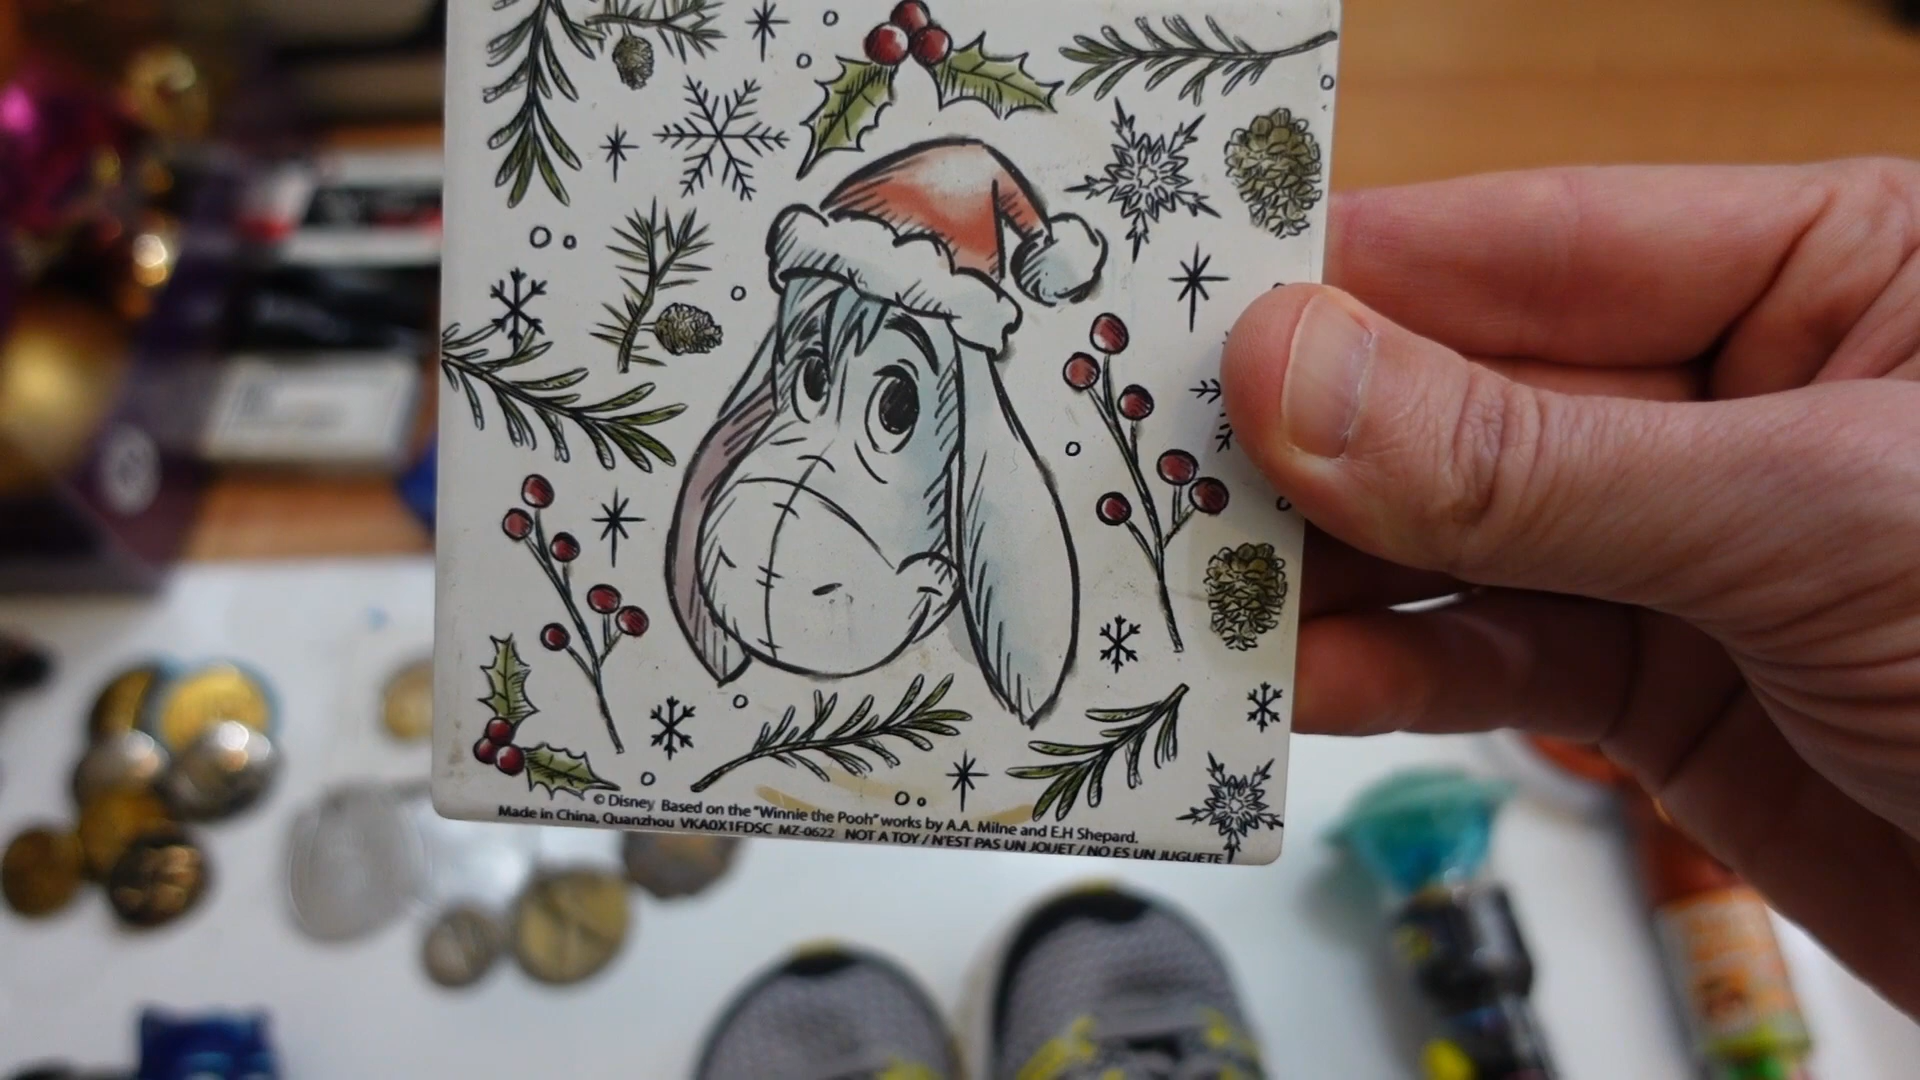 © Disney Based on the "Winnie the Pooh" works by A.A. Milne and E.H Shepard.
Made in China, Quanzhou VKA0X1FDSC MZ-0622 NOT A TOY / N'EST PAS UN JOUET / NO ES UN JUGUETE